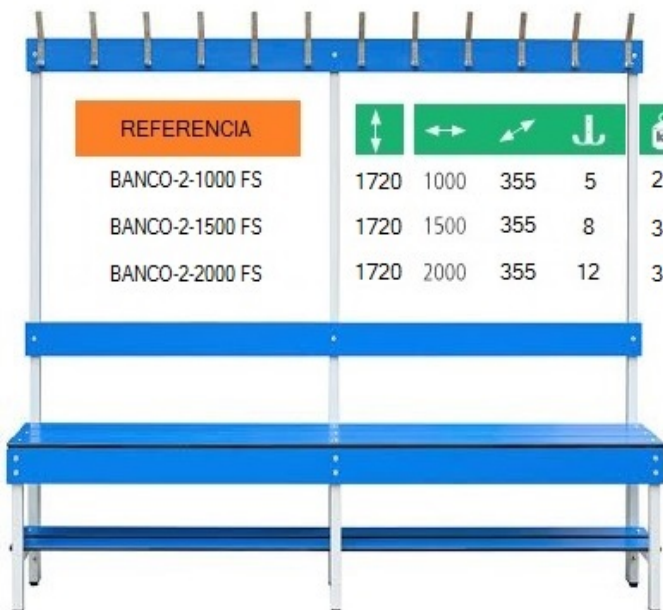 REFERENCIA
BANCO-2-1000 FS 1720 1000 355 5
BANCO-2-1500 FS 1720 1500 355 8
BANCO-2-2000 FS 1720 2000 355 12